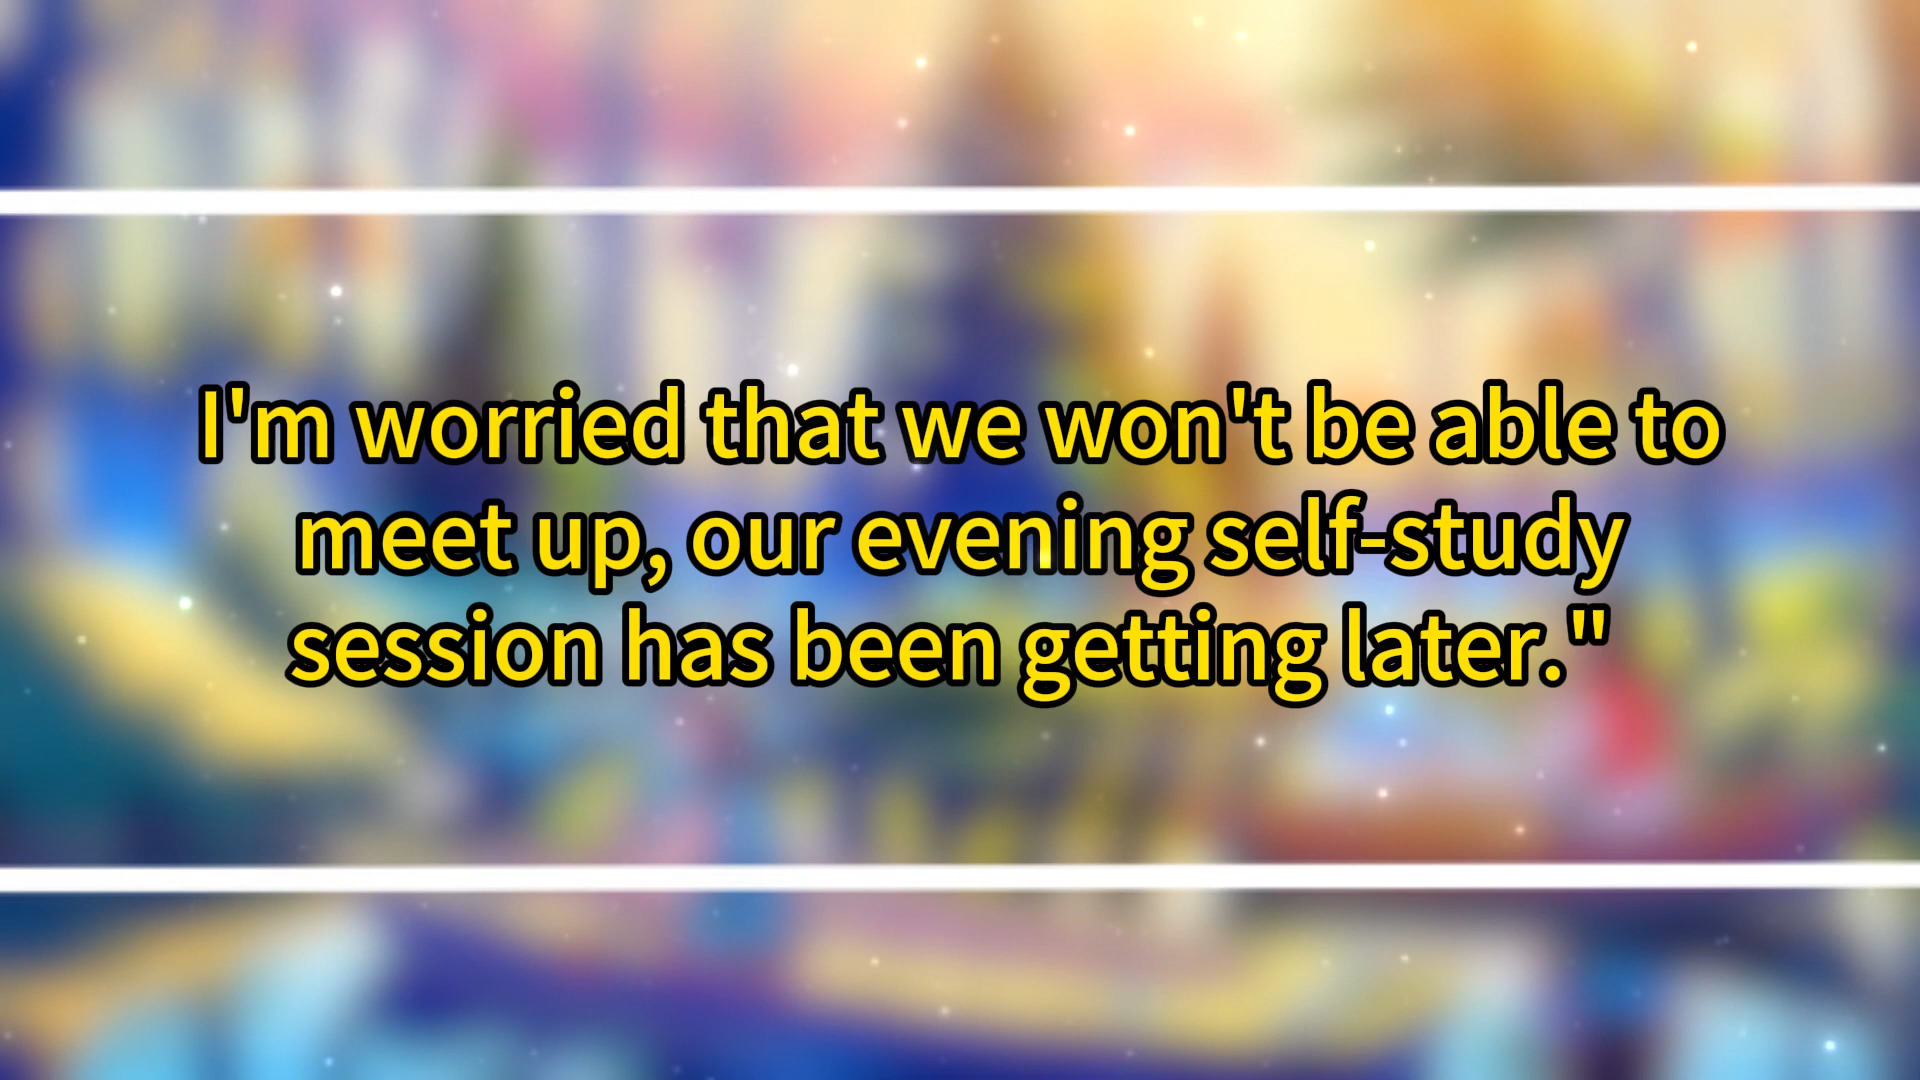 I'm worried that we won't be able to
meet up, our evening self-study
session has been getting later."